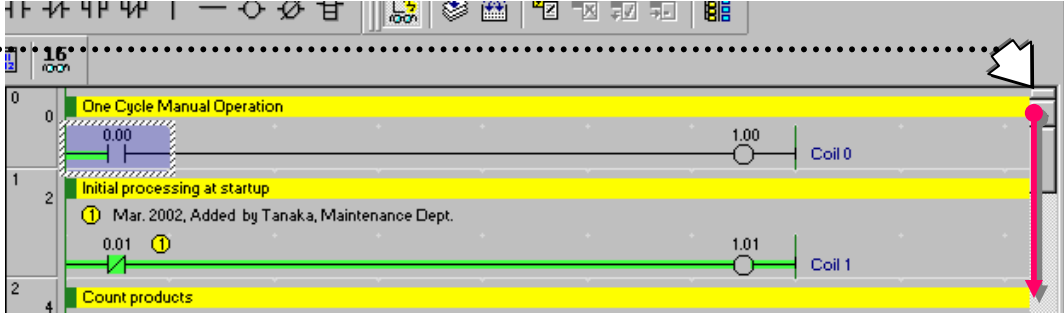 16
0 0 One Cycle Manual Operation
0.00 1.00
Coil 0
1 2 Initial processing at startup
1 Mar. 2002, Added by Tanaka, Maintenance Dept.
0.01 1 1.01
Coil 1
2 4 Count products